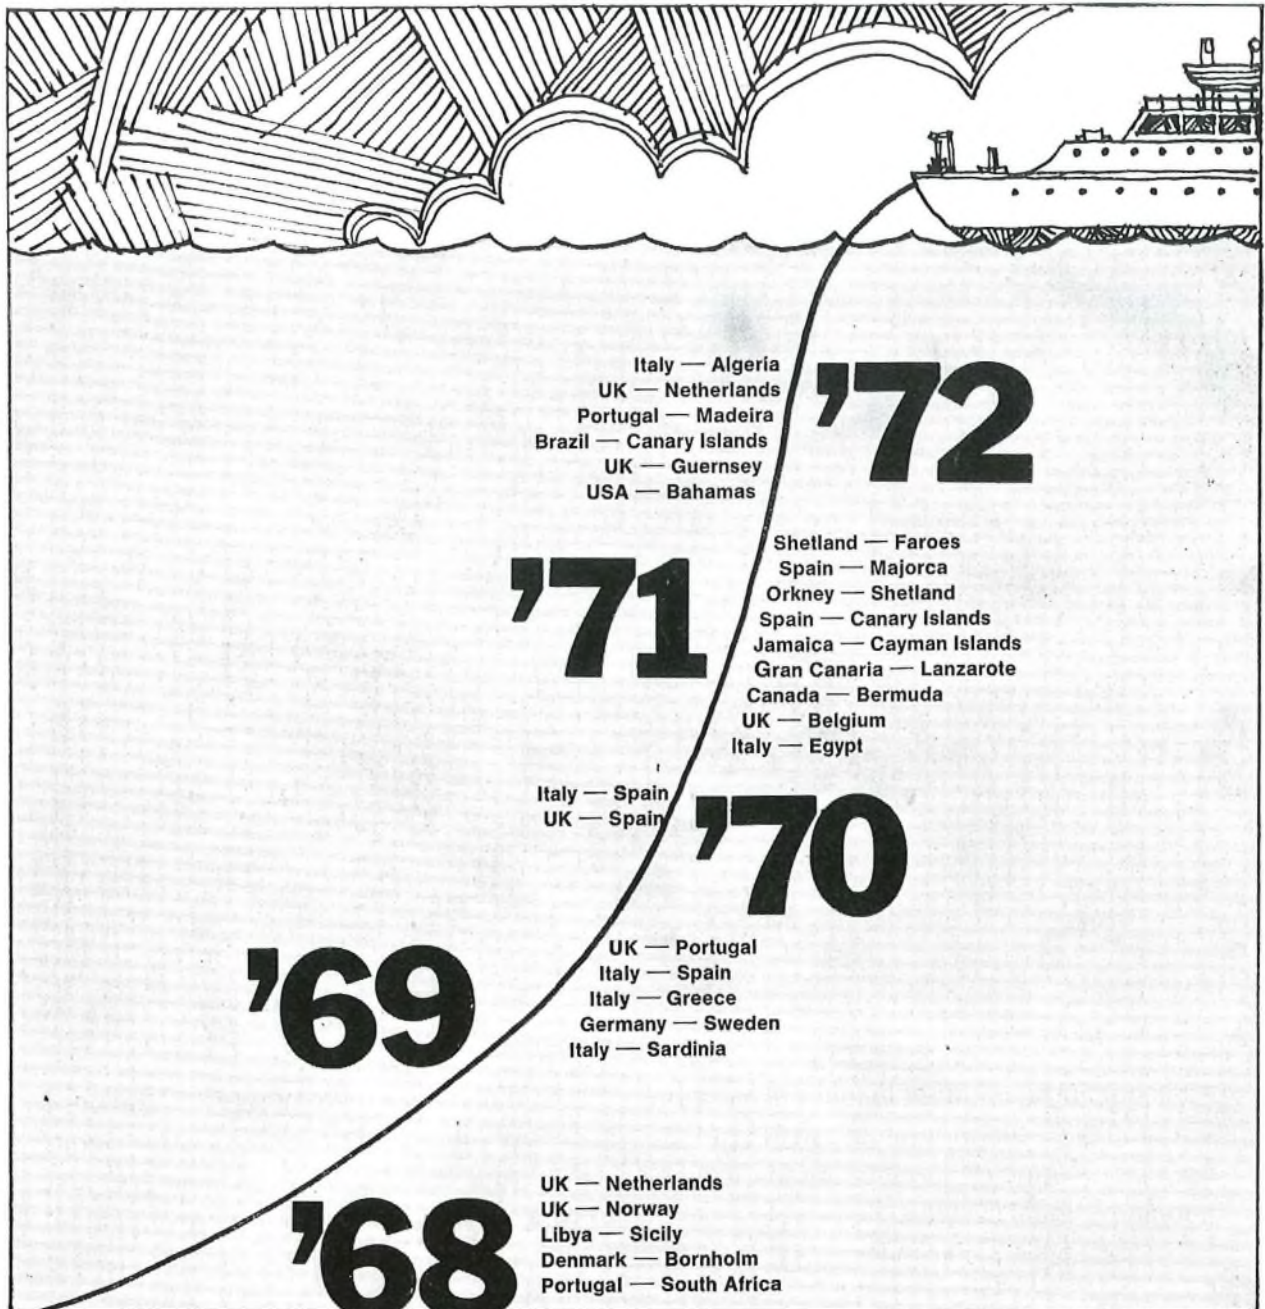 Italy — Algeria
UK — Netherlands
Portugal — Madeira
Brazil — Canary Islands
UK — Guernsey
USA — Bahamas
'72
'71
Shetland — Faroes
Spain — Majorca
Orkney — Shetland
Spain — Canary Islands
Jamaica — Cayman Islands
Gran Canaria — Lanzarote
Canada — Bermuda
UK — Belgium
Italy — Egypt
Italy — Spain
UK — Spain
'70
'69
UK — Portugal
Italy — Spain
Italy — Greece
Germany — Sweden
Italy — Sardinia
'68
UK — Netherlands
UK — Norway
Libya — Sicily
Denmark — Bornholm
Portugal — South Africa